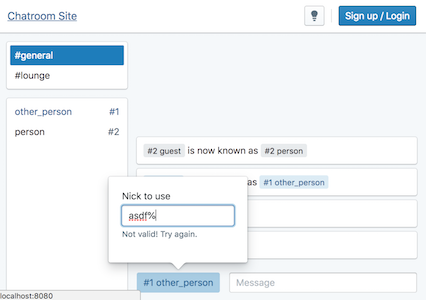 Chatroom Site
Sign up / Login
#general
#lounge
other_person #1
person #2
#2 guest is now known as #2 person
as #1 other_person
Nick to use
asdf%
Not valid! Try again.
#1 other_person
Message
localhost:8080